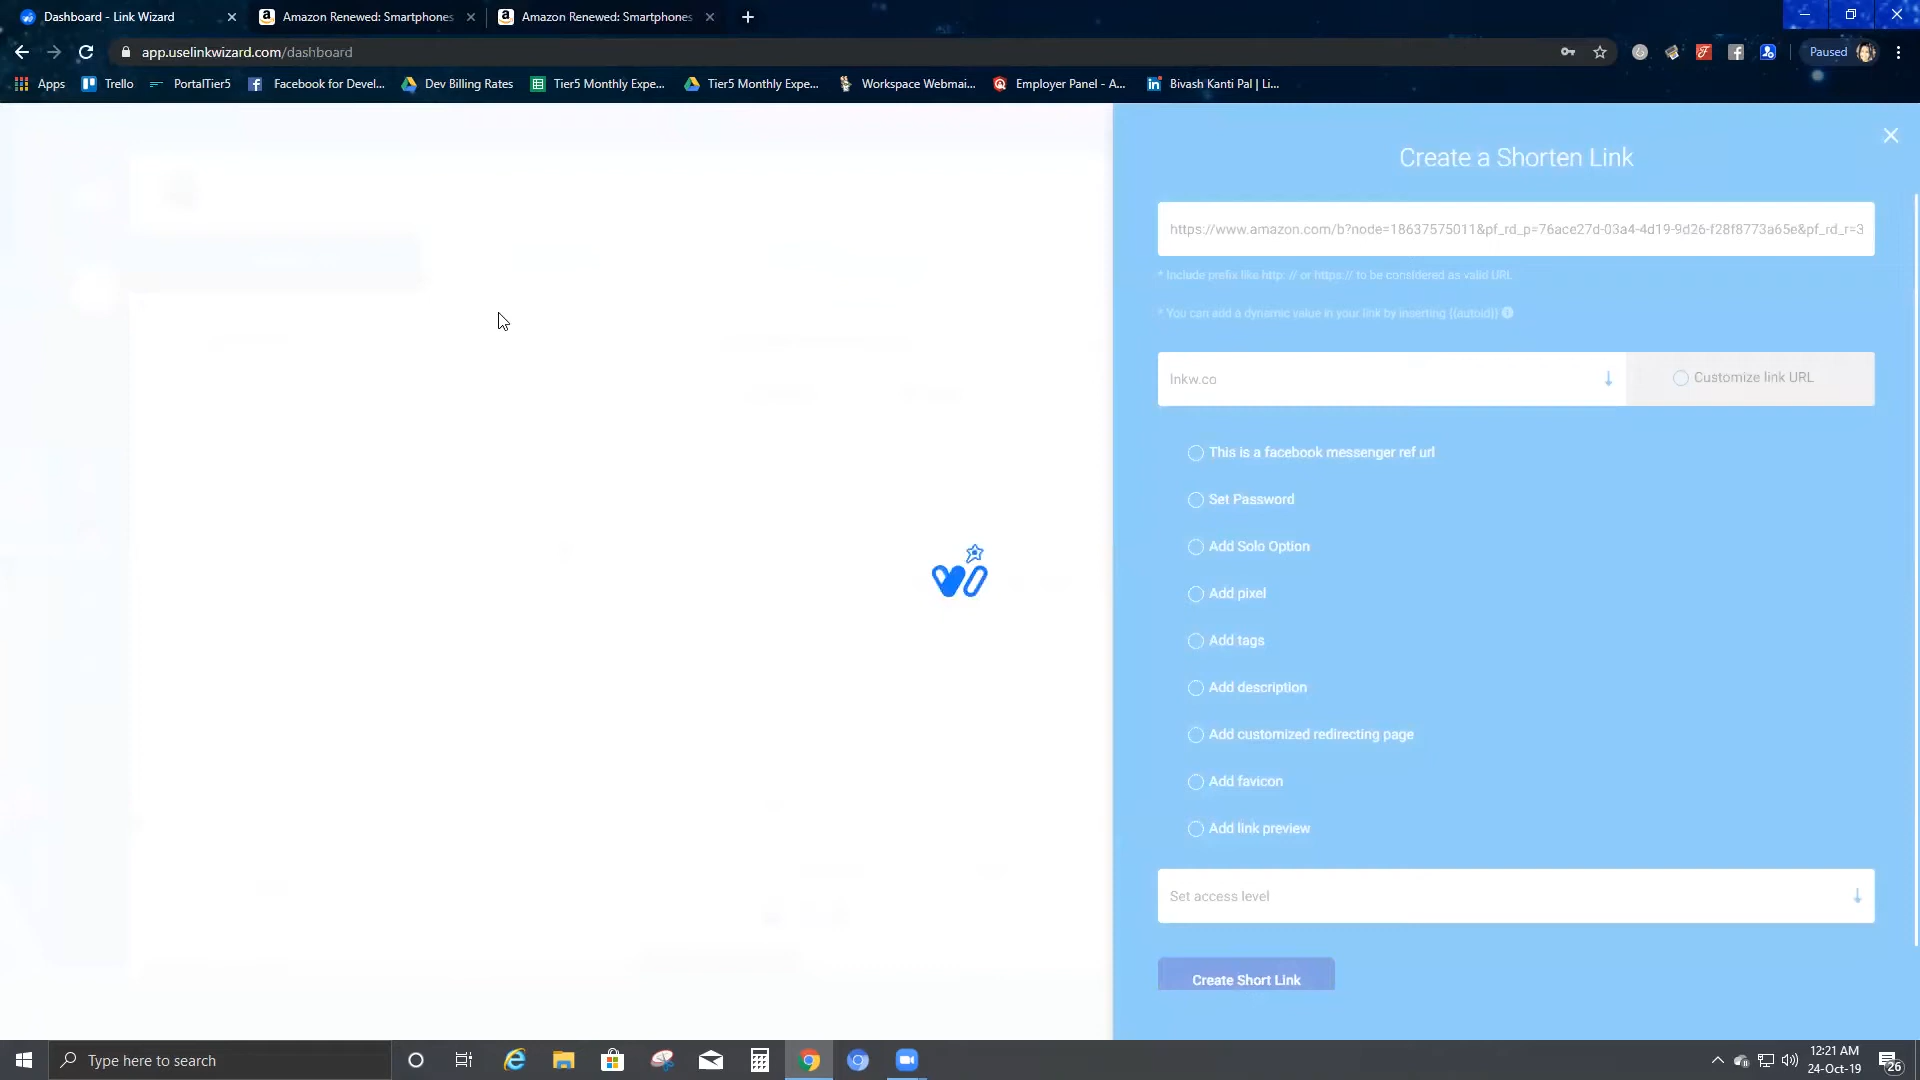 Dashboard - Link Wizard
Amazon Renewed: Smartphones
Amazon Renewed: Smartphones
app.uselinkwizard.com/dashboard
Paused
Apps
Trello
PortalTier5
Facebook for Devel...
Dev Billing Rates
Tier5 Monthly Expe...
Tier5 Monthly Expe...
Workspace Webmai...
Employer Panel - A...
Bivash Kanti Pal | Li...
Create a Shorten Link
https://www.amazon.com/b?node=18637575011&pf_rd_p=76ace27d-03a4-4d19-9d26-f28f8773a65e&pf_rd_r=3
* Include prefix like http: // or https:// to be considered as valid URL
* You can add a dynamic value in your link by inserting {{autoid}}
lnkw.co
Customize link URL
This is a facebook messenger ref url
Set Password
Add Solo Option
Add pixel
Add tags
Add description
Add customized redirecting page
Add favicon
Add link preview
Set access level
Create Short Link
Type here to search
12:21 AM
24-Oct-19
26